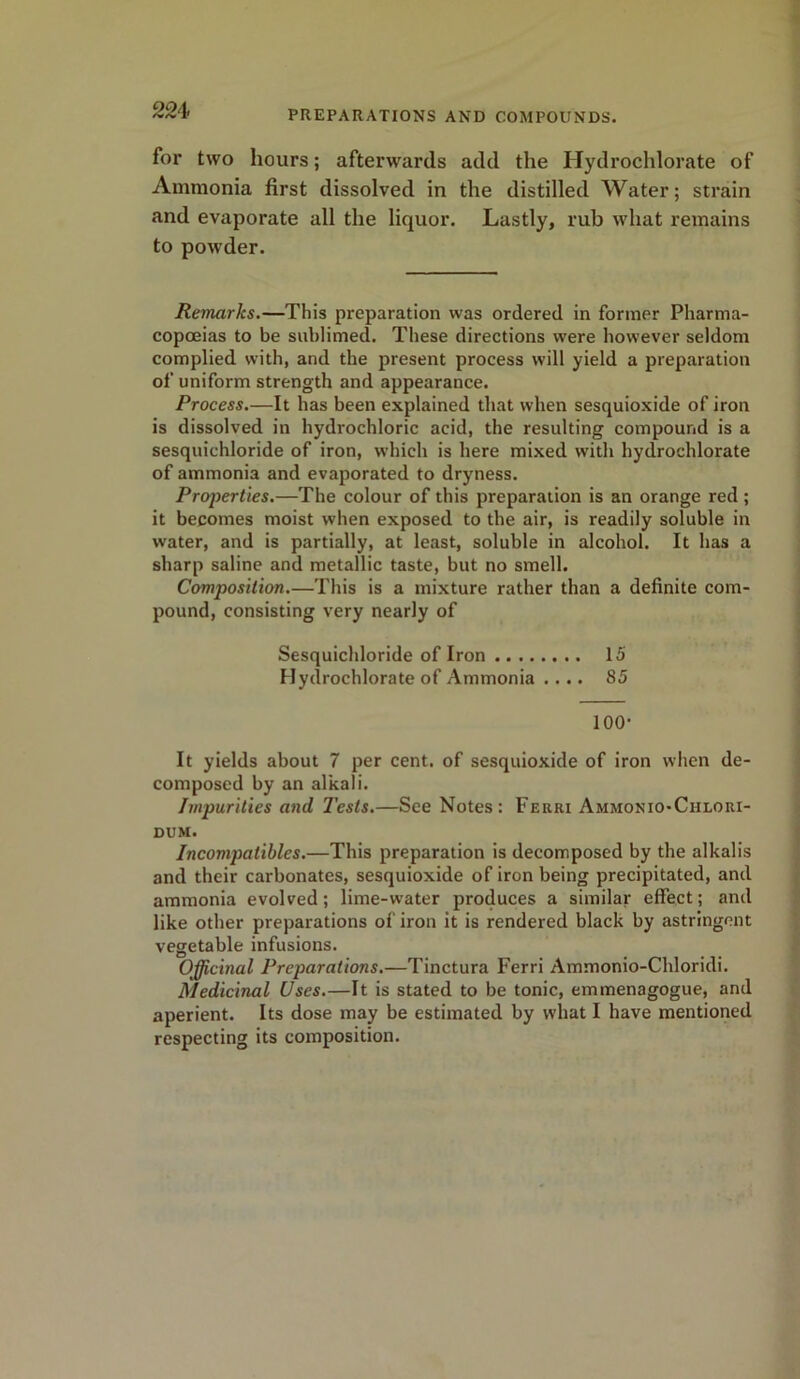 224
PREPARATIONS AND COMPOUNDS.
for two hours; afterwards add the Hydrochlorate of
Ammonia first dissolved in the distilled Water; strain
and evaporate all the liquor. Lastly, rub what remains
to powder.
Remarks.—This preparation was ordered in former Pharma-
copœias to be sublimed. These directions were however seldom
complied with, and the present process will yield a preparation
of uniform strength and appearance.
Process.—It has been explained that when sesquioxide of iron
is dissolved in hydrochloric acid, the resulting compound is a
sesquichloride of iron, which is here mixed with hydrochlorate
of ammonia and evaporated to dryness.
Properties.—The colour of this preparation is an orange red;
it becomes moist when exposed to the air, is readily soluble in
water, and is partially, at least, soluble in alcohol. It has a
sharp saline and metallic taste, but no smell.
Composition.—This is a mixture rather than a definite com-
pound, consisting very nearly of
Sesquichloride of Iron ........ 15
Hydrochlorate of Ammonia .... 85
100·
It yields about 7 per cent. of sesquioxide of iron when de-
composed by an alkali.
Impurities and Tests.—See Notes: FERRI AMMONIO-CHLORI-
DUM.
Incompatibles.—This preparation is decomposed by the alkalis
and their carbonates, sesquioxide of iron being precipitated, and
ammonia evolved; lime-water produces a similar effect; and
like other preparations of iron it is rendered black by astringent
vegetable infusions.
Officinal Preparations.—Tinctura Ferri Ammonio-Chloridi.
Medicinal Uses.—It is stated to be tonic, emmenagogue, and
aperient. Its dose may be estimated by what I have mentioned
respecting its composition.